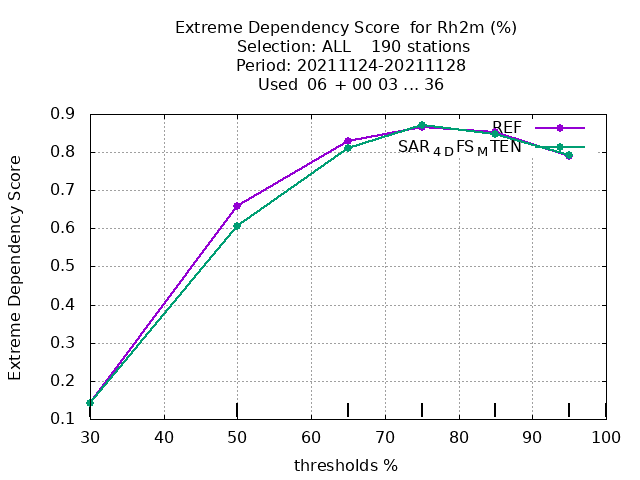 Extreme Dependency Score  for Rh2m (%)
Selection: ALL    190 stations
Period: 20211124-20211128
Used  06 + 00 03 ... 36
Extreme Dependency Score
0.9
0.8
0.7
0.6
0.5
0.4
0.3
0.2
0.1
REF
SAR4DFSMTEN
30 40 50 60 70 80 90 100
thresholds %